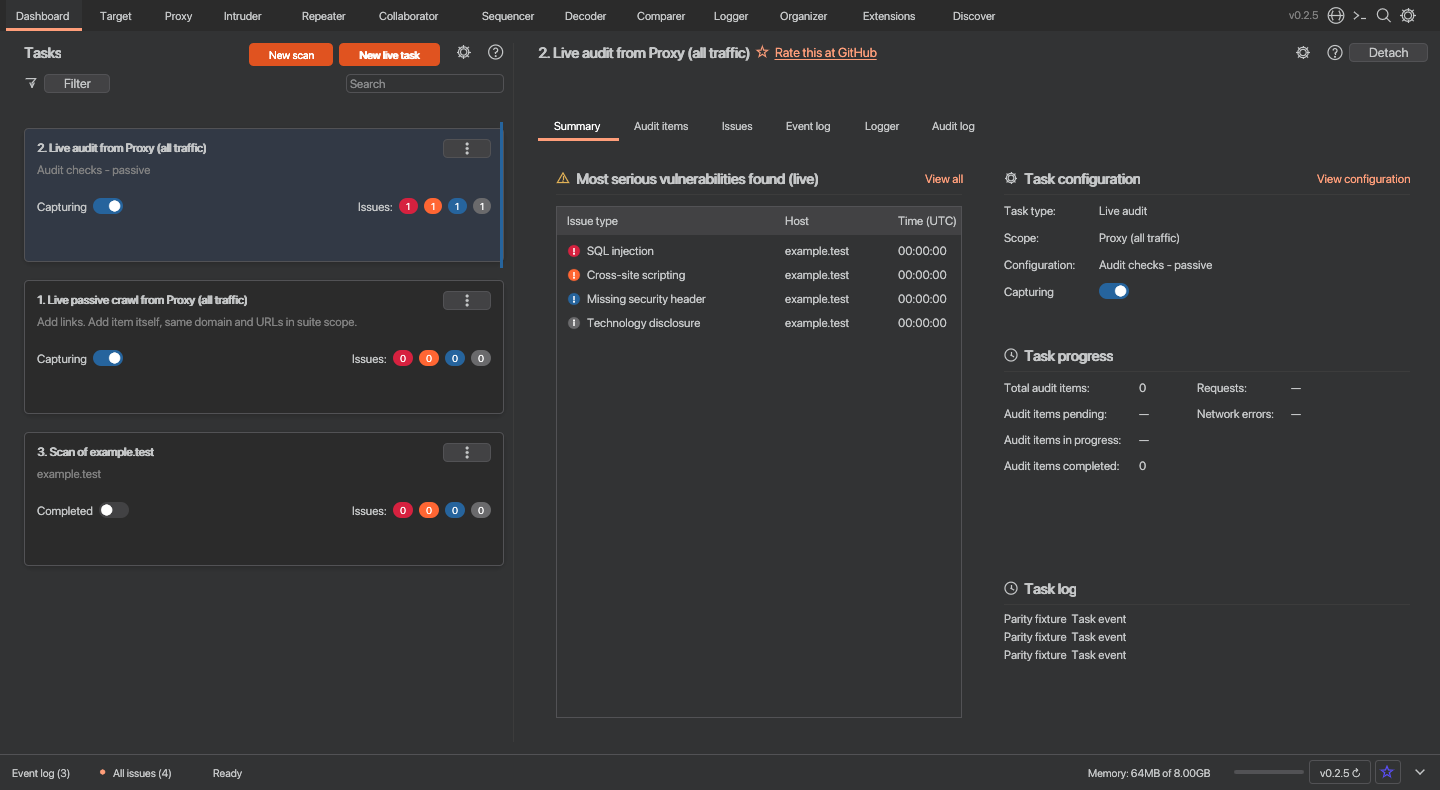 Dashboard Target Proxy Intruder Repeater Collaborator Sequencer Decoder Comparer Logger Organizer Extensions Discover v0.2.5
Tasks New scan New live task
Filter Search
2. Live audit from Proxy (all traffic)
Audit checks - passive
Capturing Issues: 1 1 1 1
1. Live passive crawl from Proxy (all traffic)
Add links. Add item itself, same domain and URLs in suite scope.
Capturing Issues: 0 0 0 0
3. Scan of example.test
example.test
Completed Issues: 0 0 0 0
2. Live audit from Proxy (all traffic) Rate this at GitHub Detach
Summary Audit items Issues Event log Logger Audit log
Most serious vulnerabilities found (live) View all
Issue type Host Time (UTC)
SQL injection example.test 00:00:00
Cross-site scripting example.test 00:00:00
Missing security header example.test 00:00:00
Technology disclosure example.test 00:00:00
Task configuration View configuration
Task type: Live audit
Scope: Proxy (all traffic)
Configuration: Audit checks - passive
Capturing
Task progress
Total audit items: 0 Requests: —
Audit items pending: — Network errors: —
Audit items in progress: —
Audit items completed: 0
Task log
Parity fixture Task event
Parity fixture Task event
Parity fixture Task event
Event log (3) All issues (4) Ready Memory: 64MB of 8.00GB v0.2.5